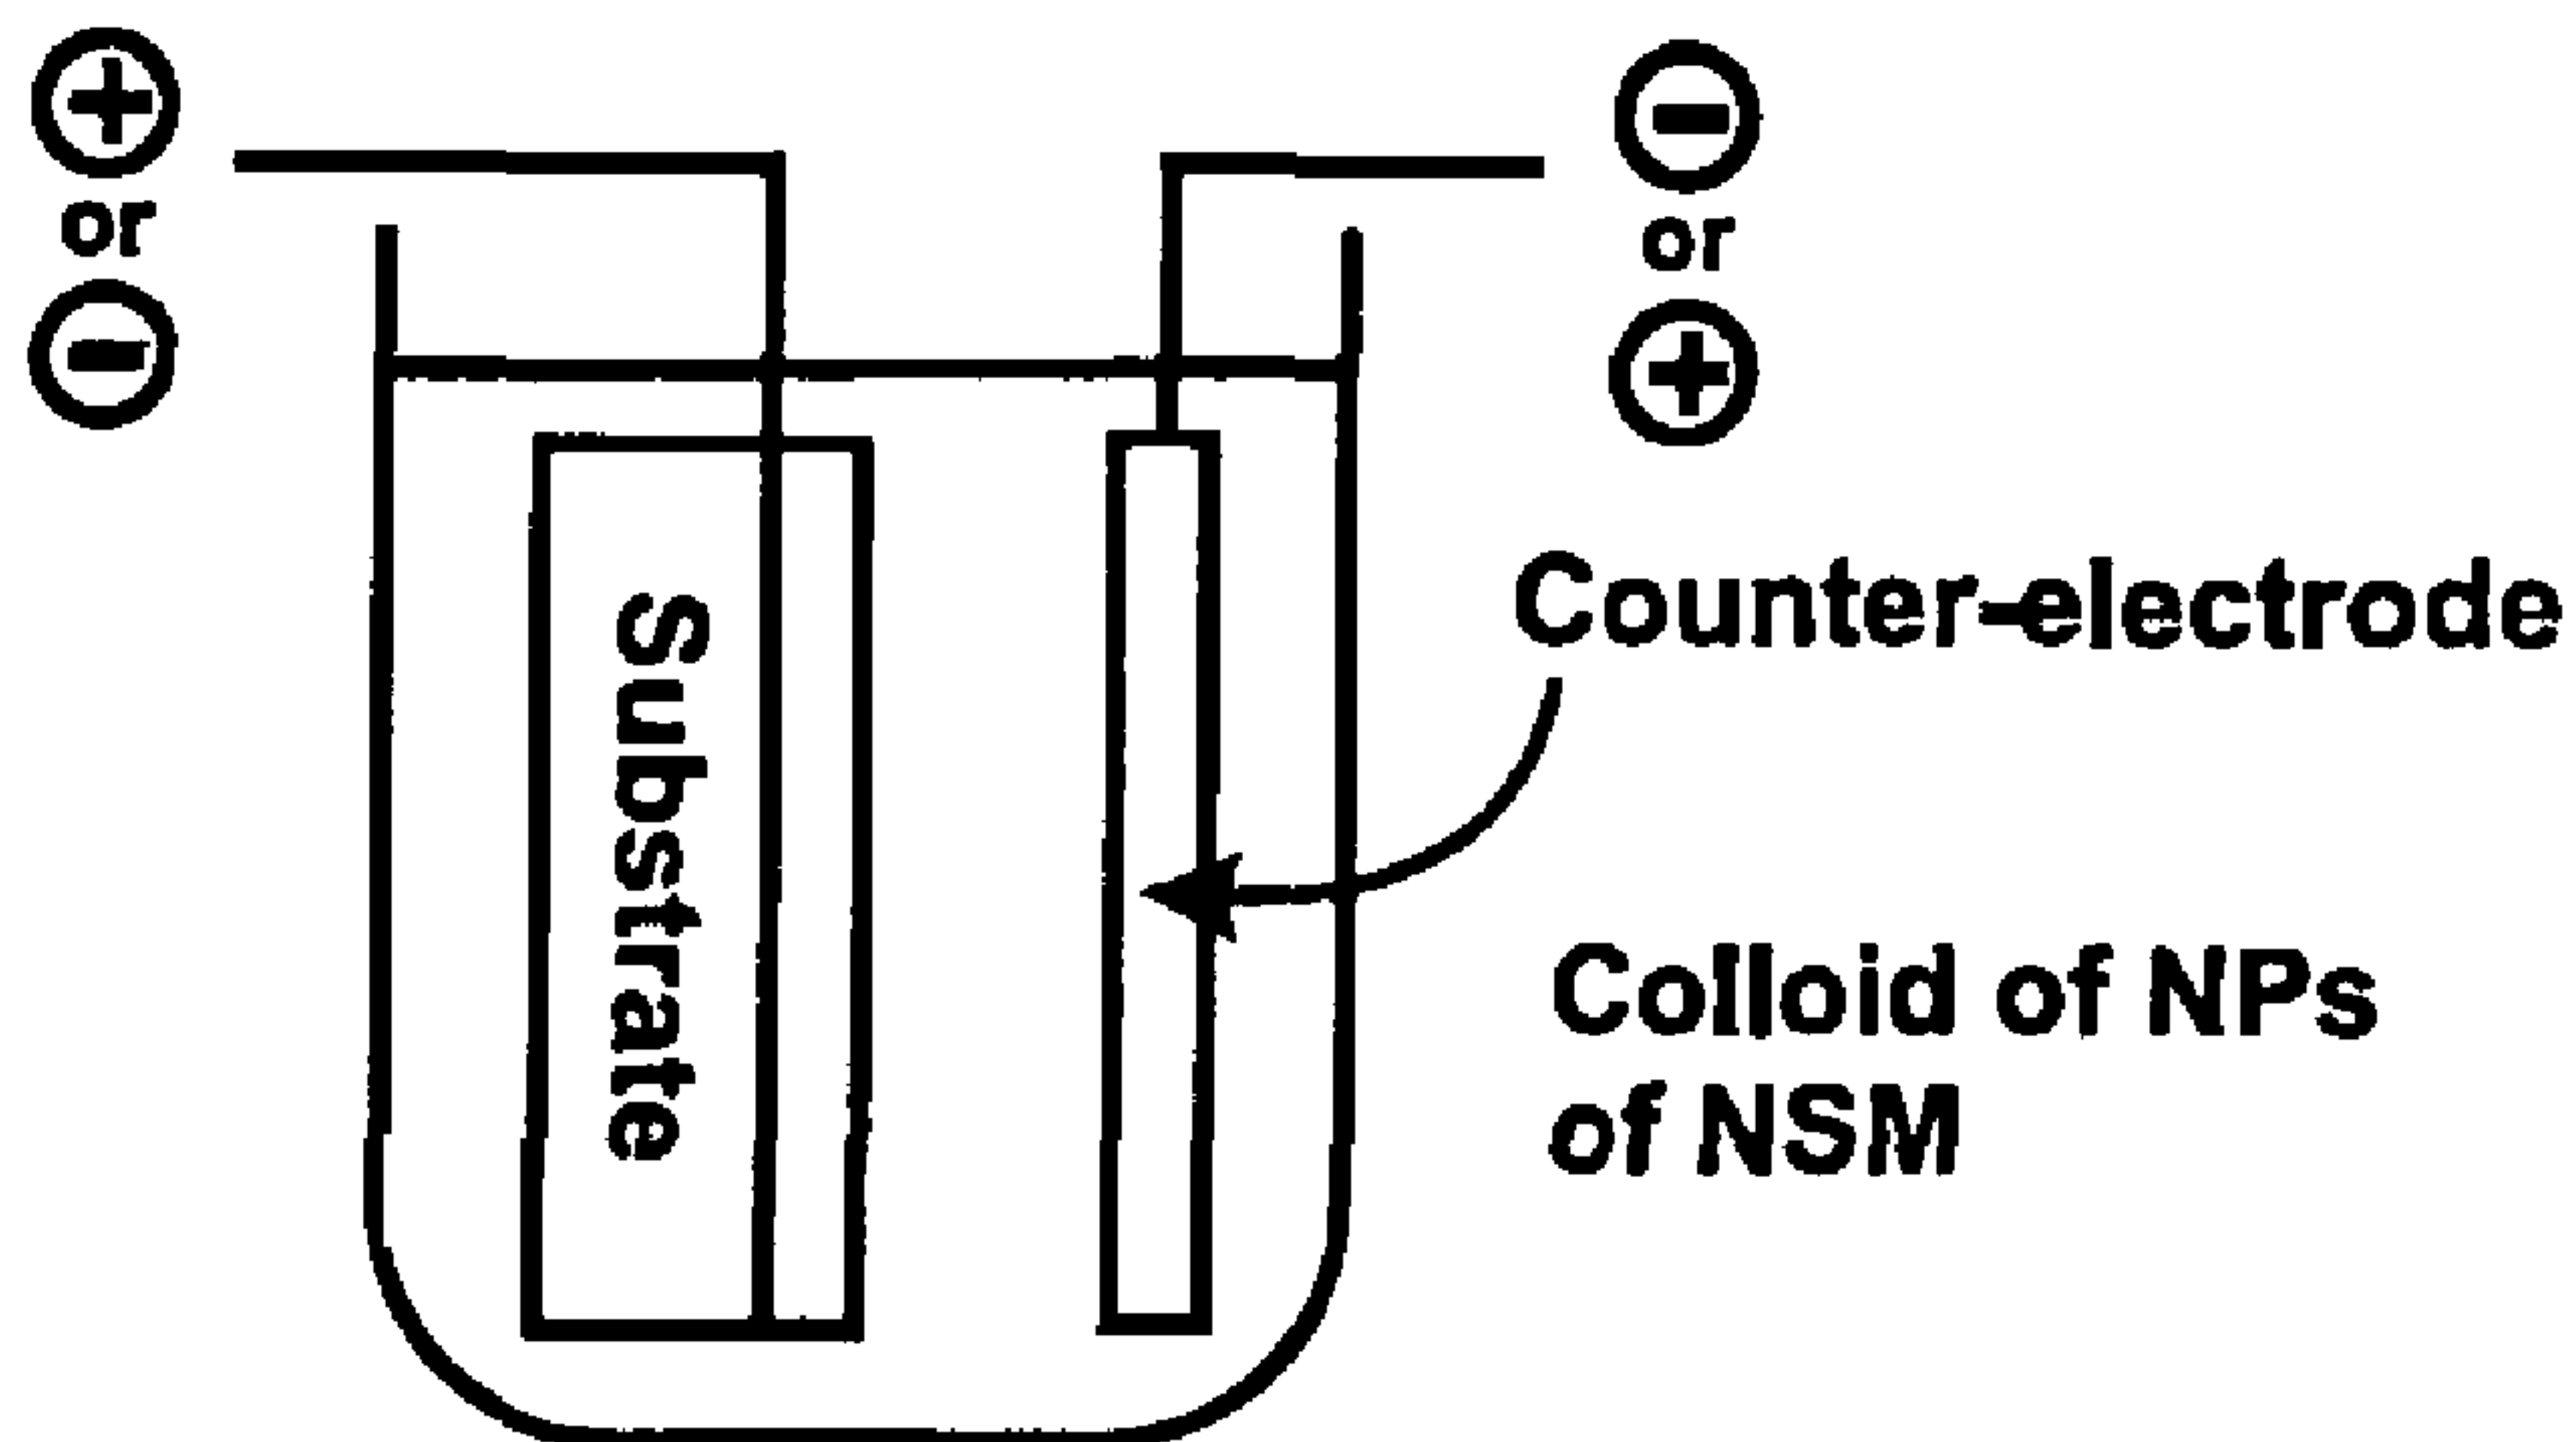 ⊕
or
⊖
⊖
or
⊕
Substrate
Counter-electrode
Colloid of NPs
of NSM